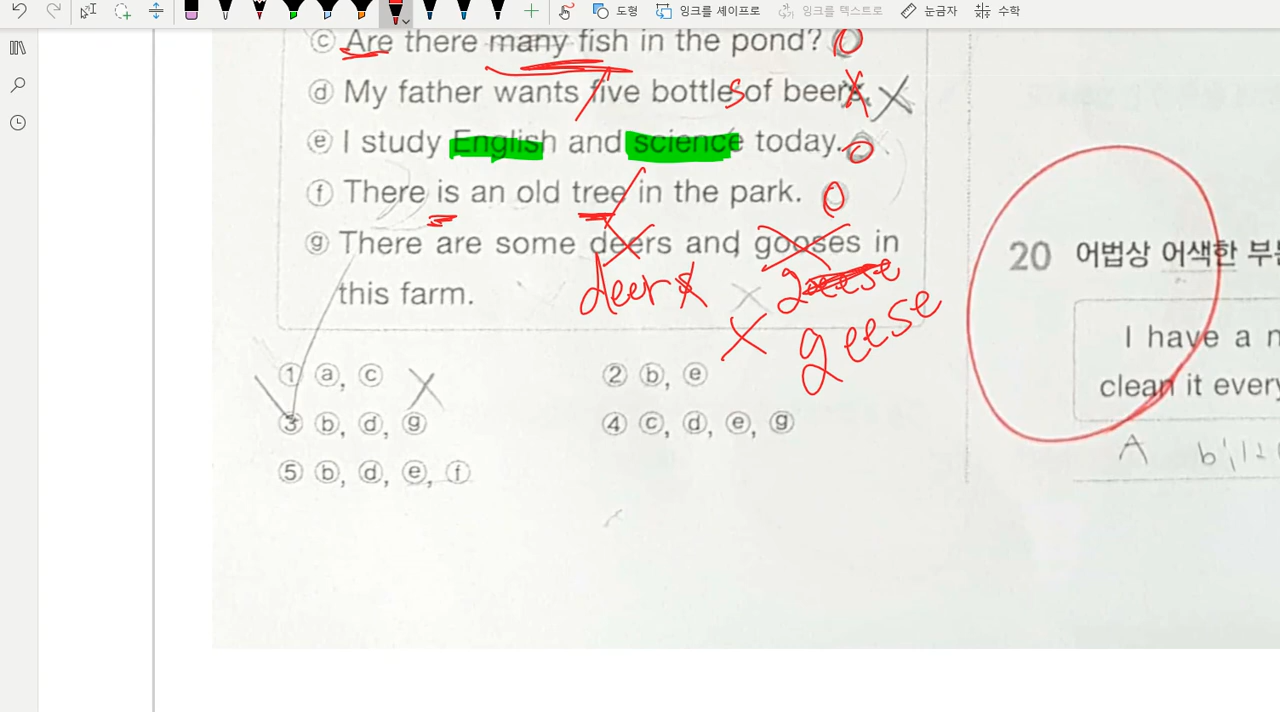 도형 잉크를 셰이프로 잉크를 텍스트로 눈금자 수학
ⓒ Are there many fish in the pond? O
ⓓ My father wants five bottles of beers. X X
ⓔ I study English and science today. O
ⓕ There is an old tree in the park. O
ⓖ There are some deers and gooses in
this farm.
deers X geese
X geese
① ⓐ, ⓒ X
② ⓑ, ⓔ
③ ⓑ, ⓓ, ⓖ
④ ⓒ, ⓓ, ⓔ, ⓖ
⑤ ⓑ, ⓓ, ⓔ, ⓕ
20 어법상 어색한
I have a
clean it every
A